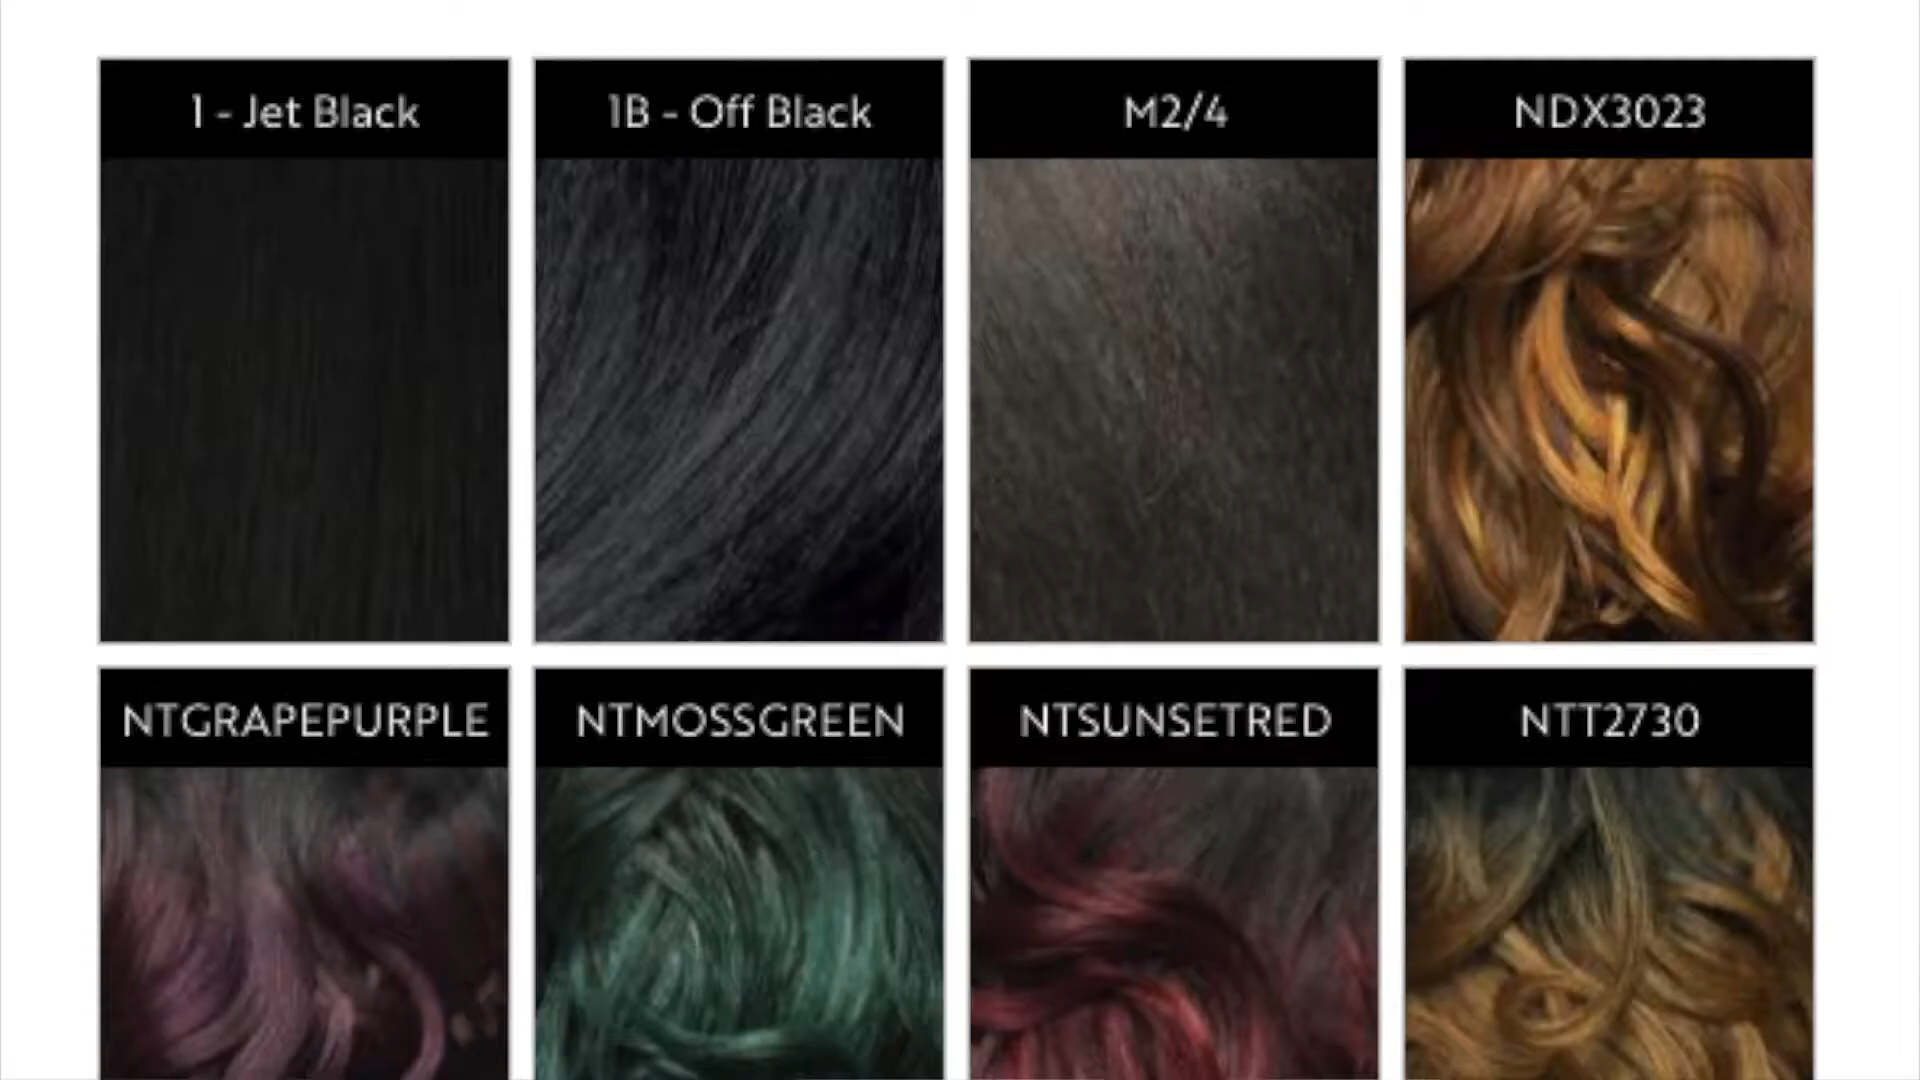 1 - Jet Black
1B - Off Black
M2/4
NDX3023
NTGRAPEPURPLE
NTMOSSGREEN
NTSUNSETRED
NTT2730